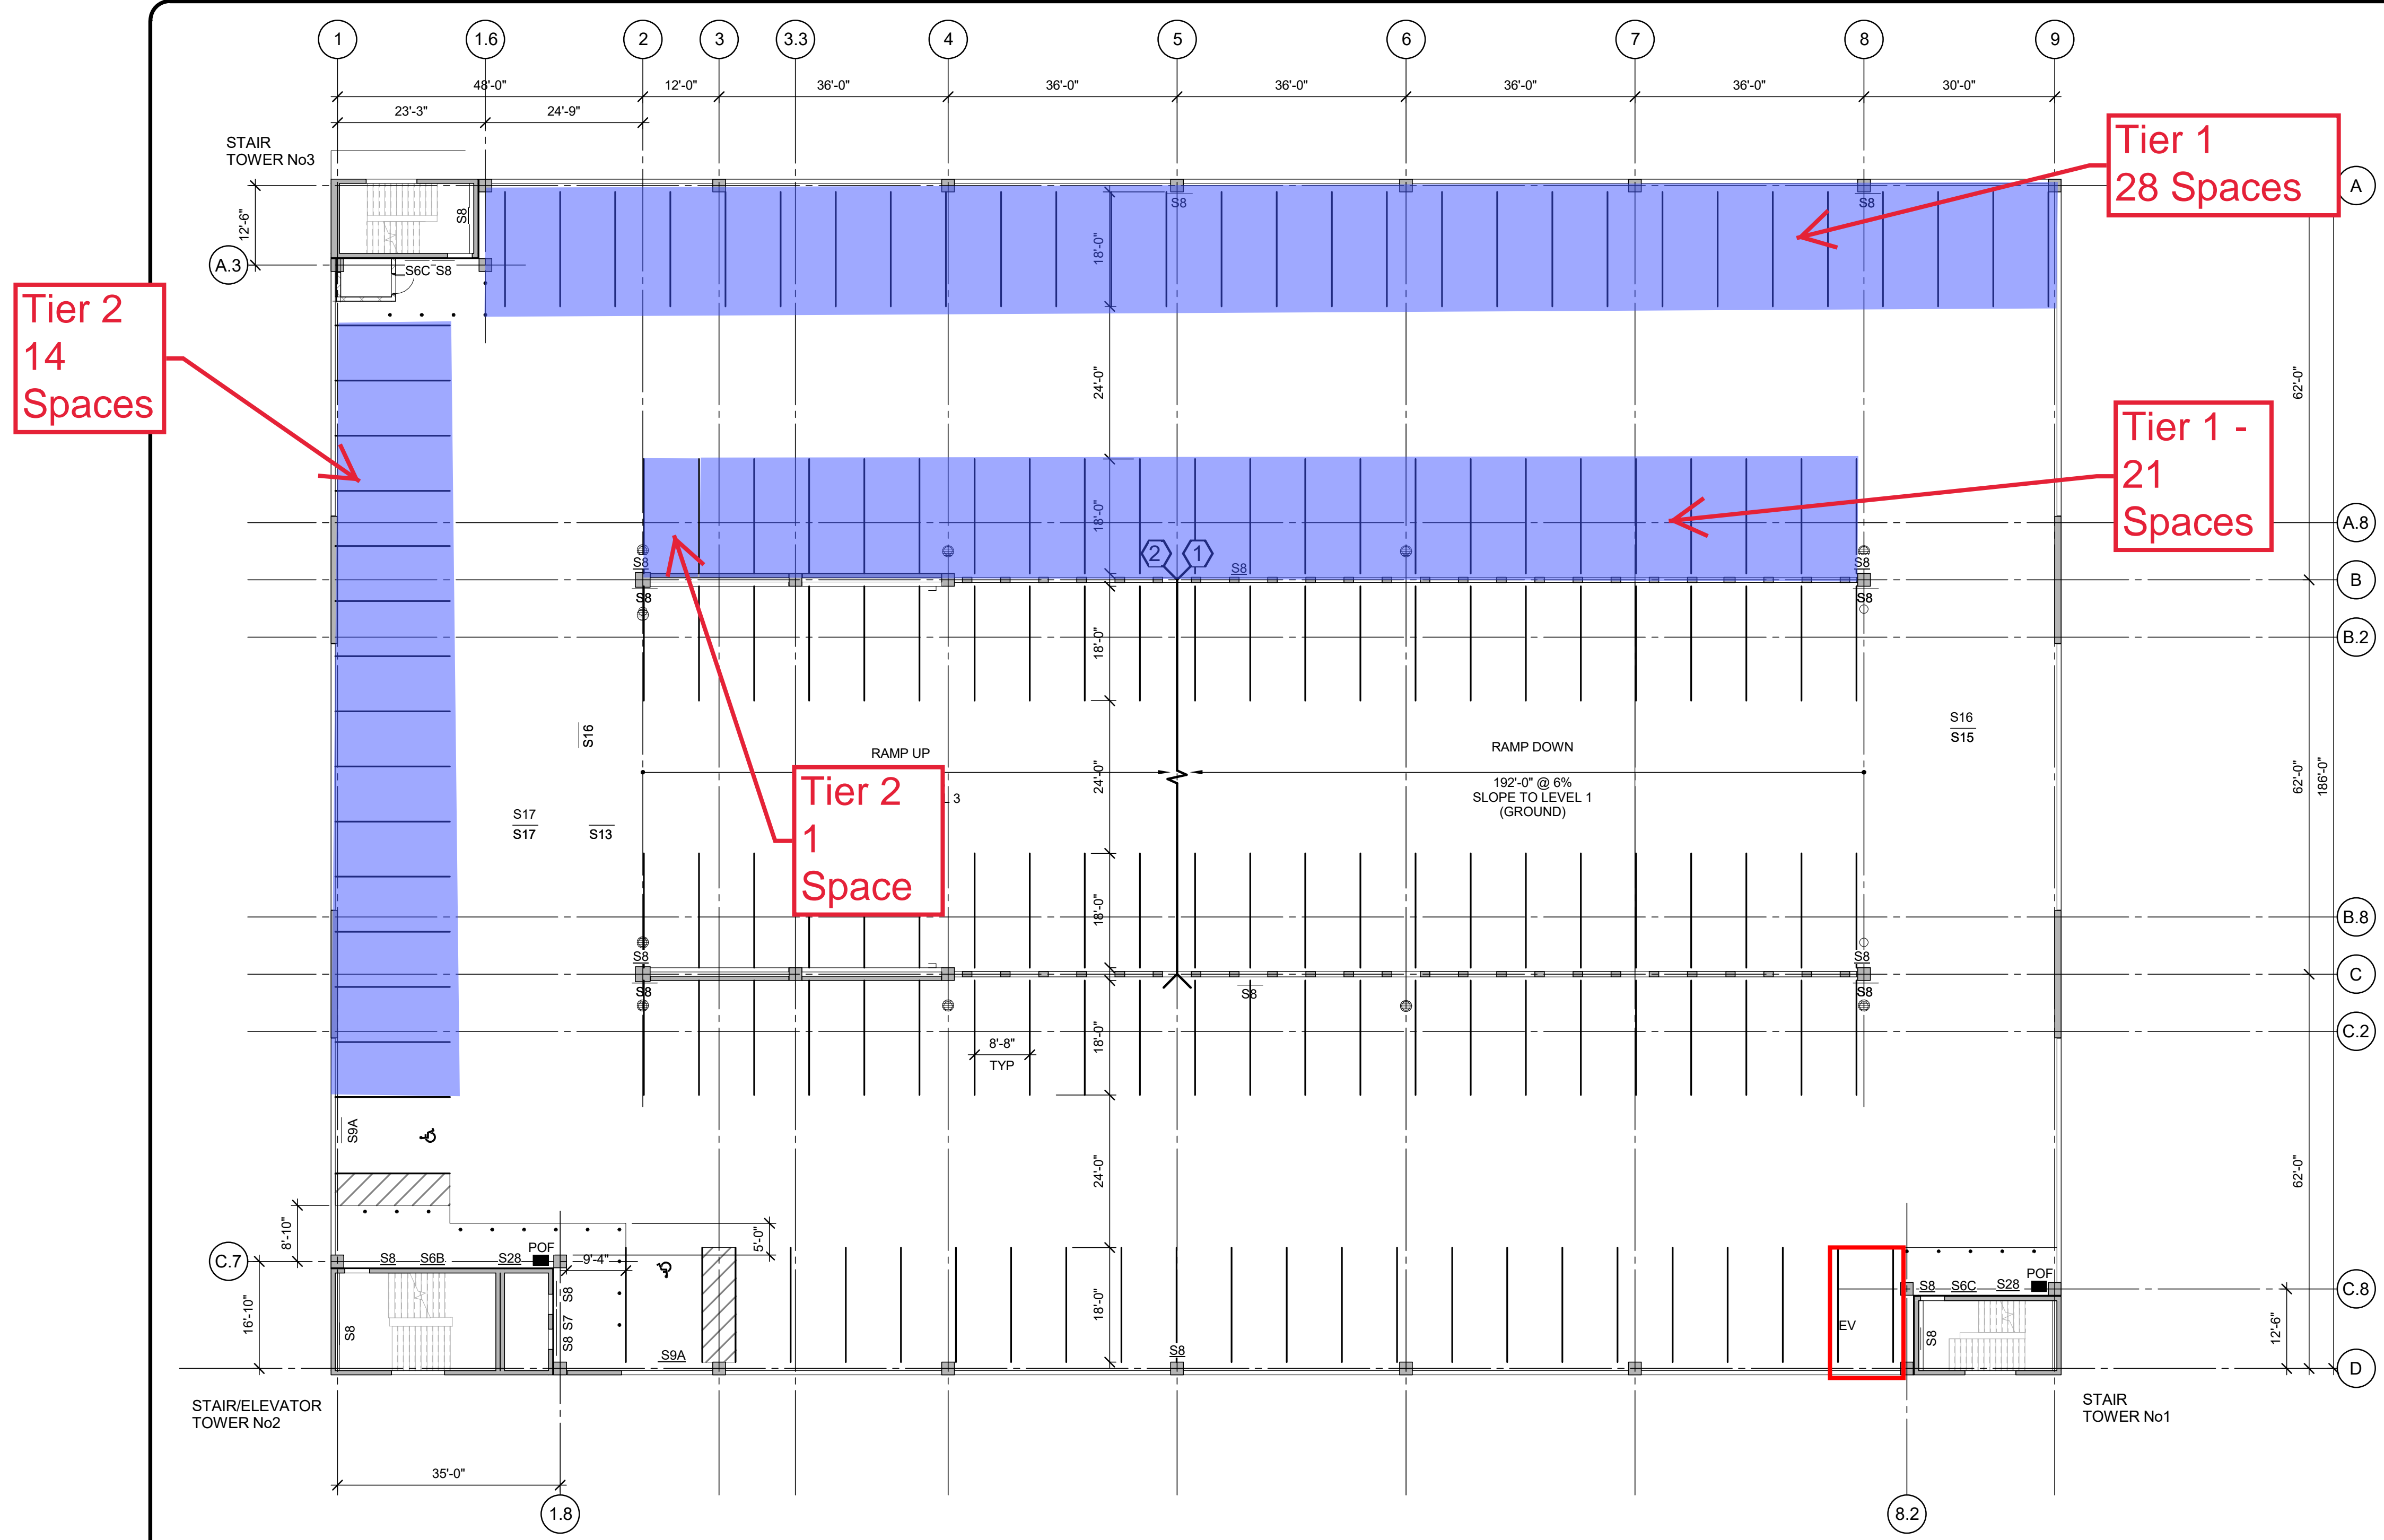 1 1.6 2 3 3.3 4 5 6 7 8 9
48'-0" 12'-0" 36'-0" 36'-0" 36'-0" 36'-0" 36'-0" 30'-0"
23'-3" 24'-9"
STAIR
TOWER No3
Tier 1
28 Spaces
A
12'-6"
S8
S8
S8
18'-0"
A.3
S6C S8
Tier 2
14
Spaces
24'-0"
62'-0"
Tier 1 -
21
Spaces
18'-0"
A.8
2 1
S8
S8
S8
B
S8
S8
18'-0"
B.2
S16
S16
S15
RAMP UP
RAMP DOWN
24'-0"
62'-0"
186'-0"
192'-0" @ 6%
SLOPE TO LEVEL 1
(GROUND)
Tier 2
1
Space
L 3
S17
S17
S13
18'-0"
B.8
S8
S8
C
S8
S8
S8
18'-0"
C.2
8'-8"
TYP
S9A
24'-0"
62'-0"
8'-10"
5'-0"
C.7
S8 S6B S28 POF
9'-4"
S8 S6C S28 POF
C.8
16'-10"
S8
S8
S8 S7
18'-0"
EV
S8
12'-6"
S9A
S8
D
STAIR/ELEVATOR
TOWER No2
STAIR
TOWER No1
35'-0"
1.8
8.2